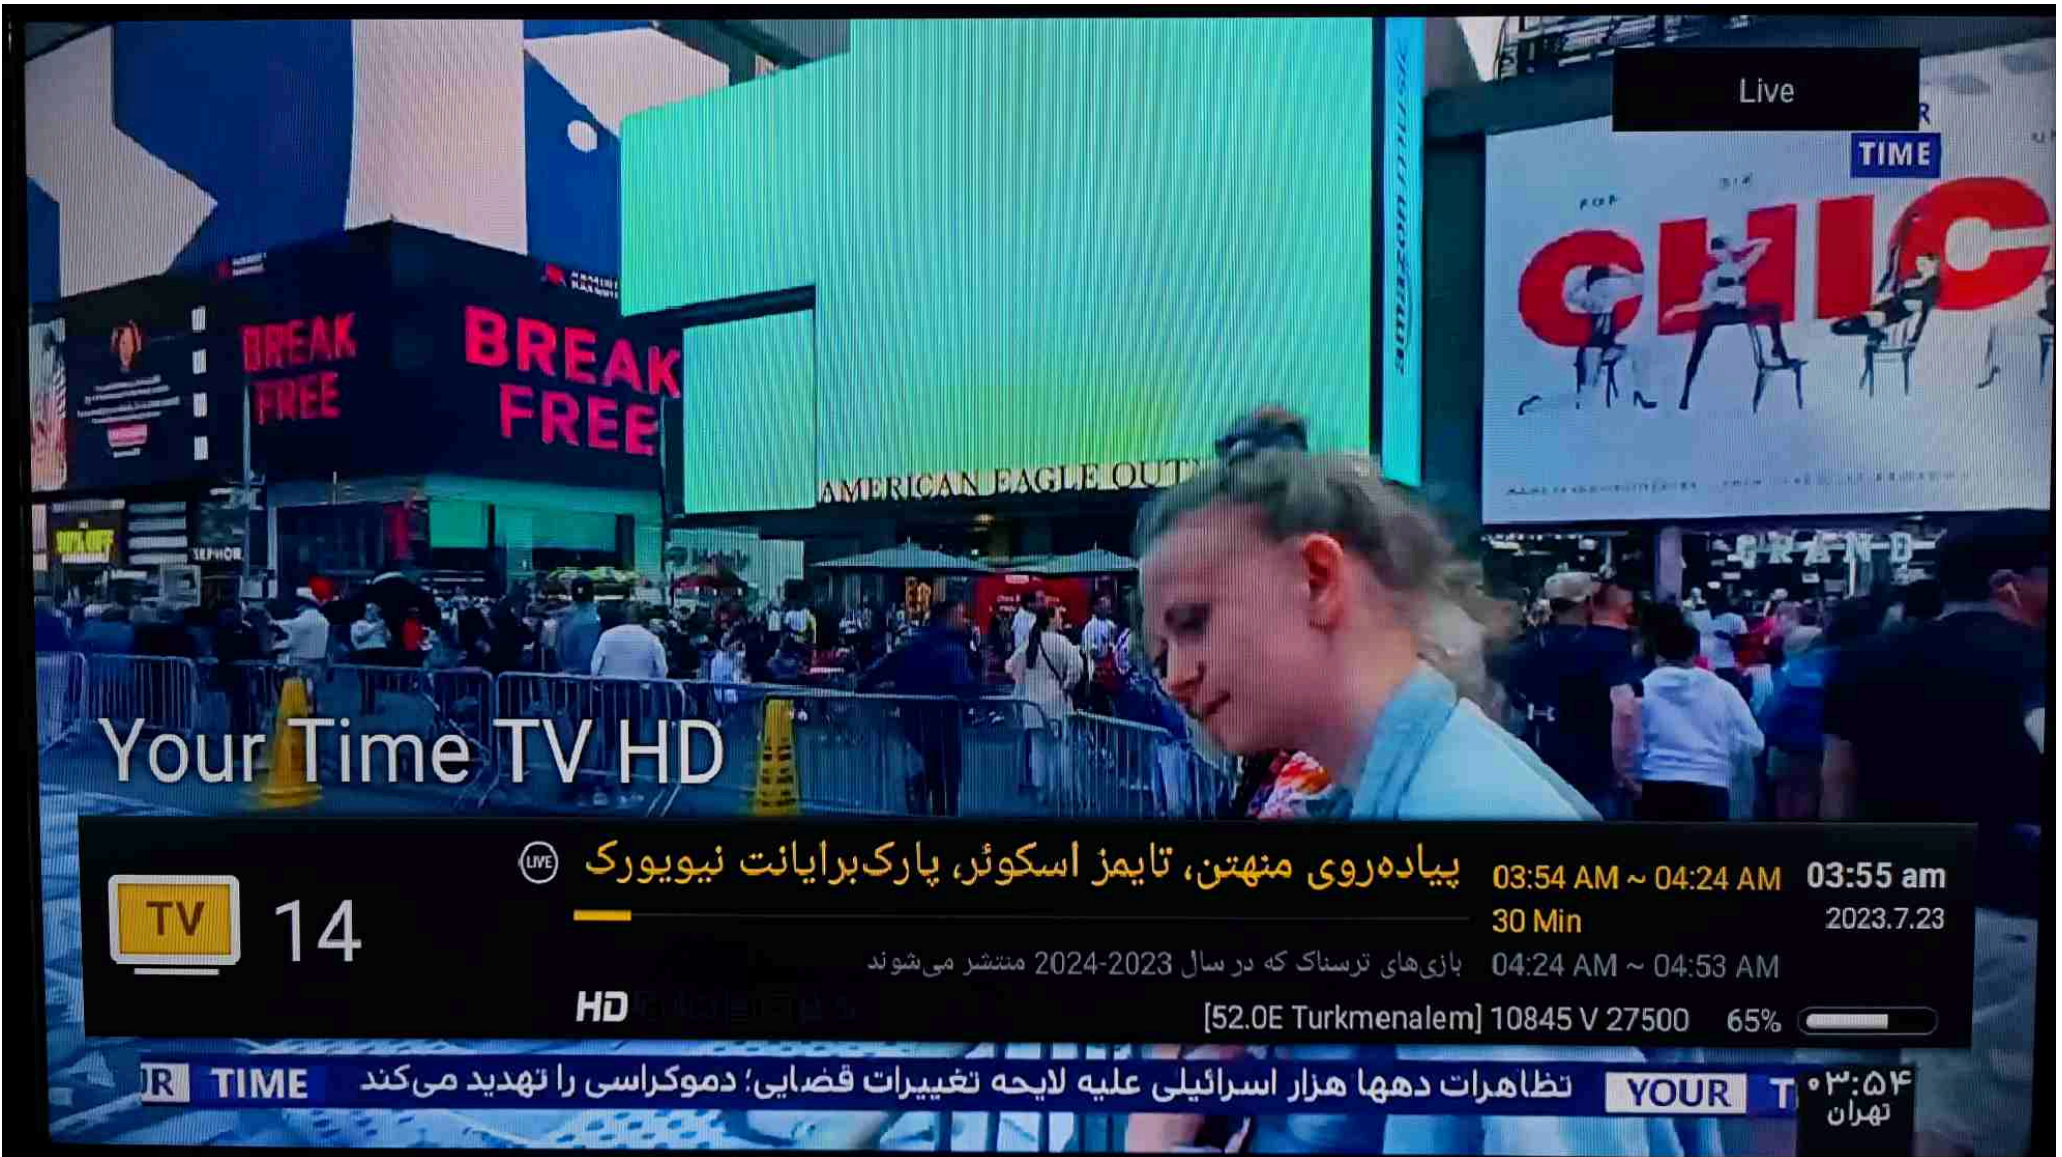 Live
TIME
POP
SIX
CHIC
BREAK
FREE
BREAK
FREE
AMERICAN EAGLE OUT
SEPHOR
GRAND
Your Time TV HD
LIVE پیاده‌روی منهتن، تایمز اسکوئر، پارک‌برایانت نیویورک 03:54 AM ~ 04:24 AM 03:55 am
TV 14
30 Min 2023.7.23
بازی‌های ترسناک که در سال 2023-2024 منتشر می‌شوند 04:24 AM ~ 04:53 AM
HD [52.0E Turkmenalem] 10845 V 27500 65%
TIME تظاهرات دهها هزار اسرائیلی علیه لایحه تغییرات قضایی؛ دموکراسی را تهدید می‌کند YOUR T
۰۳:۵۴
تهران